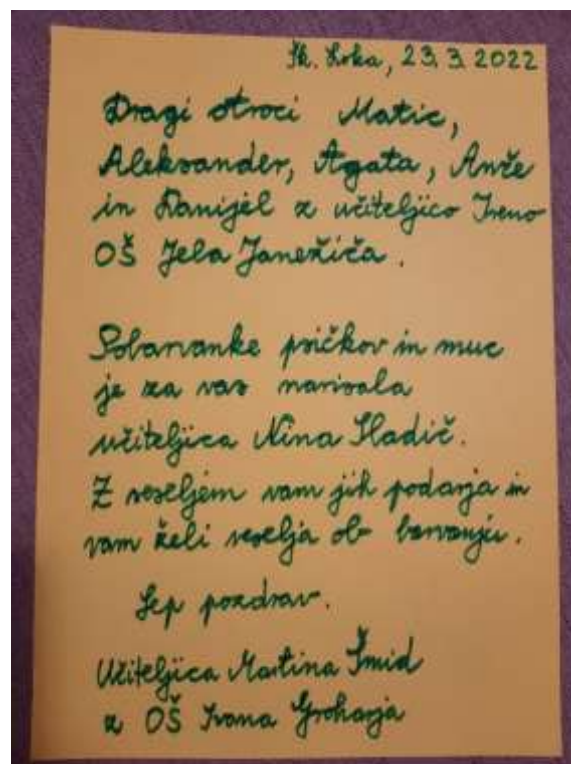 Šk. Loka, 23. 3. 2022
Dragi otroci Matic,
Aleksander, Agata, Anže
in Danijel z učiteljico Ireno
OŠ Jela Janežiča.
Pobarvanke psičkov in muc
je za vas narisala
učiteljica Nina Hladič.
Z veseljem vam jih podarja in
vam želi veselja ob barvanju.
Lep pozdrav.
Učiteljica Martina Šmid
z OŠ Ivana Groharja